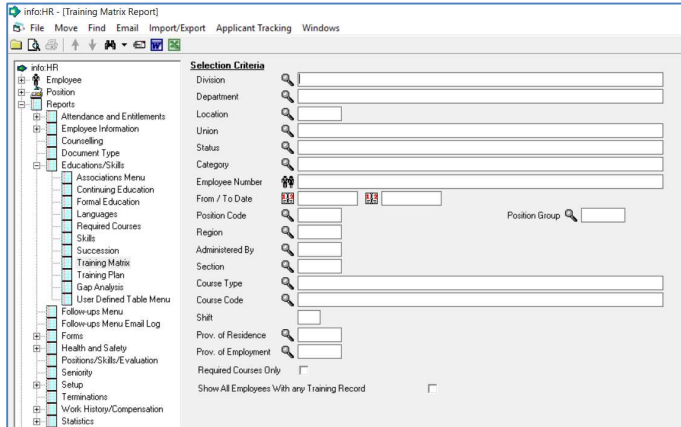 info:HR - [Training Matrix Report]
File Move Find Email Import/Export Applicant Tracking Windows
info:HR
Employee
Position
Reports
Attendance and Entitlements
Employee Information
Counselling
Document Type
Educations/Skills
Associations Menu
Continuing Education
Formal Education
Languages
Required Courses
Skills
Succession
Training Matrix
Training Plan
Gap Analysis
User Defined Table Menu
Follow-ups Menu
Follow-ups Menu Email Log
Forms
Health and Safety
Positions/Skills/Evaluation
Seniority
Setup
Terminations
Work History/Compensation
Statistics
Selection Criteria
Division
Department
Location
Union
Status
Category
Employee Number
From / To Date
Position Code Position Group
Region
Administered By
Section
Course Type
Course Code
Shift
Prov. of Residence
Prov. of Employment
Required Courses Only
Show All Employees With any Training Record